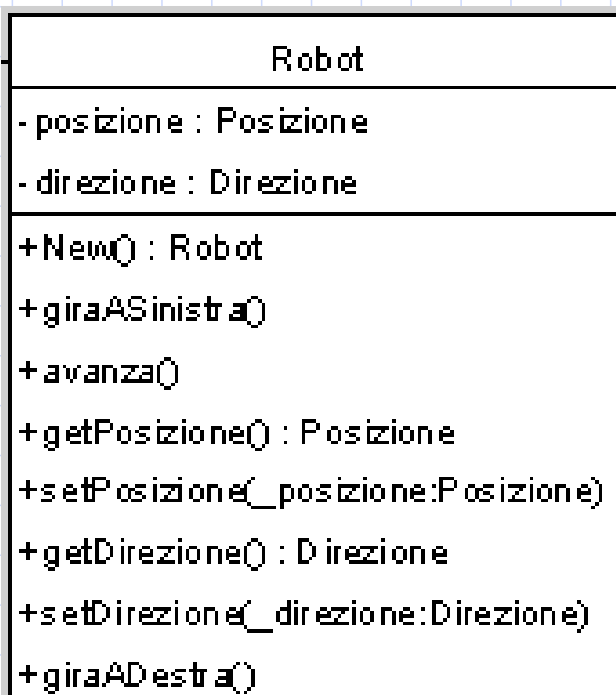 Robot
- posizione : Posizione
- direzione : Direzione
+New() : Robot
+giraASinistra()
+avanza()
+getPosizione() : Posizione
+setPosizione(_posizione:Posizione)
+getDirezione() : Direzione
+setDirezione(_direzione:Direzione)
+giraADestra()